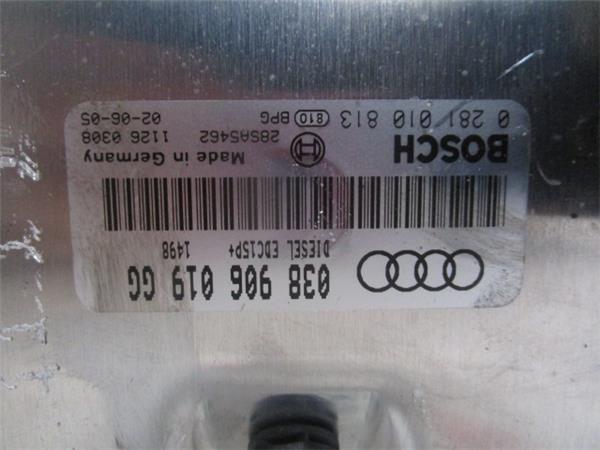 038 906 019 GG
DIESEL EDC15P+
1498
BOSCH
Made in Germany
28SA5462 1126 0308
0 281 010 813 810 BPG 02-06-05